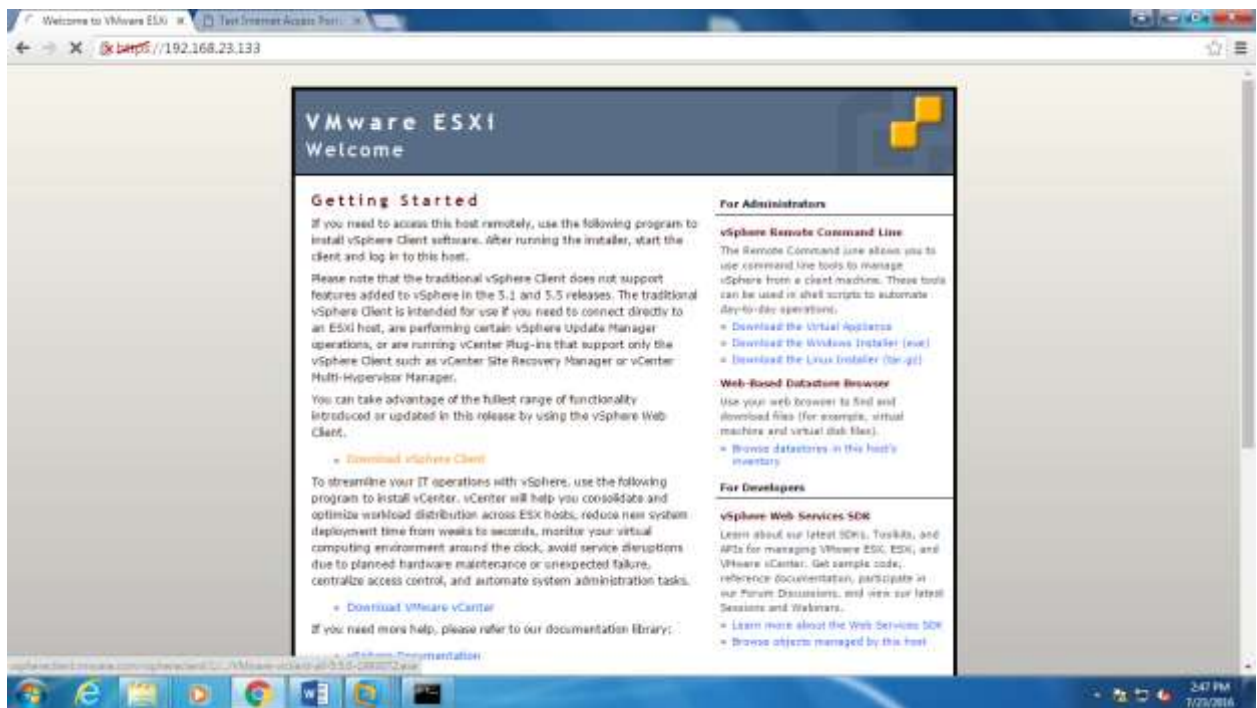 Welcome to VMware ESXi
Test Internet Access Port
https://192.168.23.133
VMware ESXi
Welcome
Getting Started
If you need to access this host remotely, use the following program to
install vSphere Client software. After running the installer, start the
client and log in to this host.
Please note that the traditional vSphere Client does not support
features added to vSphere in the 5.1 and 5.5 releases. The traditional
vSphere Client is intended for use if you need to connect directly to
an ESXi host, are performing certain vSphere Update Manager
operations, or are running vCenter Plug-ins that support only the
vSphere Client such as vCenter Site Recovery Manager or vCenter
Multi-Hypervisor Manager.
You can take advantage of the fullest range of functionality
introduced or updated in this release by using the vSphere Web
Client.
Download vSphere Client
To streamline your IT operations with vSphere, use the following
program to install vCenter. vCenter will help you consolidate and
optimize workload distribution across ESX hosts, reduce new system
deployment time from weeks to seconds, monitor your virtual
computing environment around the clock, avoid service disruptions
due to planned hardware maintenance or unexpected failure,
centralize access control, and automate system administration tasks.
Download VMware vCenter
If you need more help, please refer to our documentation library:
vSphere Documentation
For Administrators
vSphere Remote Command Line
The Remote Command Line allows you to
use command line tools to manage
vSphere from a client machine. These tools
can be used in shell scripts to automate
day-to-day operations.
Download the Virtual Appliance
Download the Windows Installer (exe)
Download the Linux Installer (tar.gz)
Web-Based Datastore Browser
Use your web browser to find and
download files (for example, virtual
machine and virtual disk files).
Browse datastores in this host's
inventory
For Developers
vSphere Web Services SDK
Learn about our latest SDKs, Toolkits, and
APIs for managing VMware ESX, ESXi, and
VMware vCenter. Get sample code,
reference documentation, participate in
our Forum Discussions, and view our latest
Sessions and Webinars.
Learn more about the Web Services SDK
Browse objects managed by this host
2:47 PM
7/23/2016